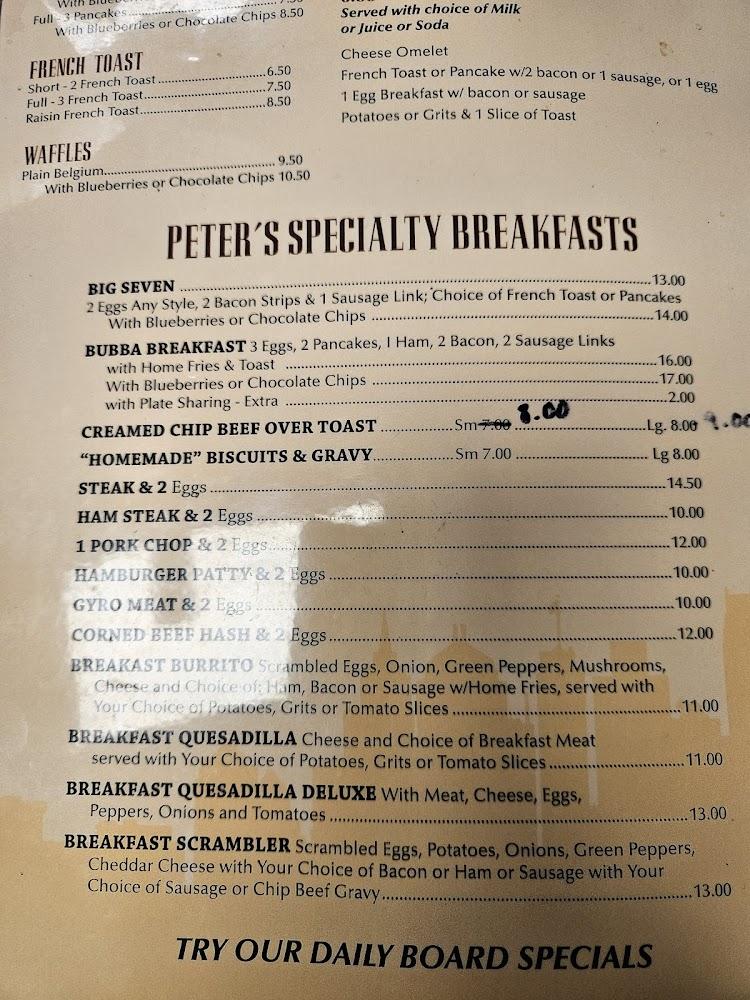 Full - 3 Pancakes
With Blueberries or Chocolate Chips 8.50
FRENCH TOAST
Short - 2 French Toast 6.50
Full - 3 French Toast 7.50
Raisin French Toast 8.50
WAFFLES
Plain Belgium 9.50
With Blueberries or Chocolate Chips 10.50
Served with choice of Milk
or Juice or Soda
Cheese Omelet
French Toast or Pancake w/2 bacon or 1 sausage, or 1 egg
1 Egg Breakfast w/ bacon or sausage
Potatoes or Grits & 1 Slice of Toast
PETER'S SPECIALTY BREAKFASTS
BIG SEVEN 13.00
2 Eggs Any Style, 2 Bacon Strips & 1 Sausage Link; Choice of French Toast or Pancakes
With Blueberries or Chocolate Chips 14.00
BUBBA BREAKFAST 3 Eggs, 2 Pancakes, I Ham, 2 Bacon, 2 Sausage Links
with Home Fries & Toast 16.00
With Blueberries or Chocolate Chips 17.00
with Plate Sharing - Extra 2.00
CREAMED CHIP BEEF OVER TOAST Sm 7.00 8.00 Lg. 8.00 9.00
"HOMEMADE" BISCUITS & GRAVY Sm 7.00 Lg 8.00
STEAK & 2 Eggs 14.50
HAM STEAK & 2 Eggs 10.00
1 PORK CHOP & 2 Eggs 12.00
HAMBURGER PATTY & 2 Eggs 10.00
GYRO MEAT & 2 Eggs 10.00
CORNED BEEF HASH & 2 Eggs 12.00
BREAKAST BURRITO Scrambled Eggs, Onion, Green Peppers, Mushrooms,
Cheese and Choice of: Ham, Bacon or Sausage w/Home Fries, served with
Your Choice of Potatoes, Grits or Tomato Slices 11.00
BREAKFAST QUESADILLA Cheese and Choice of Breakfast Meat
served with Your Choice of Potatoes, Grits or Tomato Slices 11.00
BREAKFAST QUESADILLA DELUXE With Meat, Cheese, Eggs,
Peppers, Onions and Tomatoes 13.00
BREAKFAST SCRAMBLER Scrambled Eggs, Potatoes, Onions, Green Peppers,
Cheddar Cheese with Your Choice of Bacon or Ham or Sausage with Your
Choice of Sausage or Chip Beef Gravy 13.00
TRY OUR DAILY BOARD SPECIALS